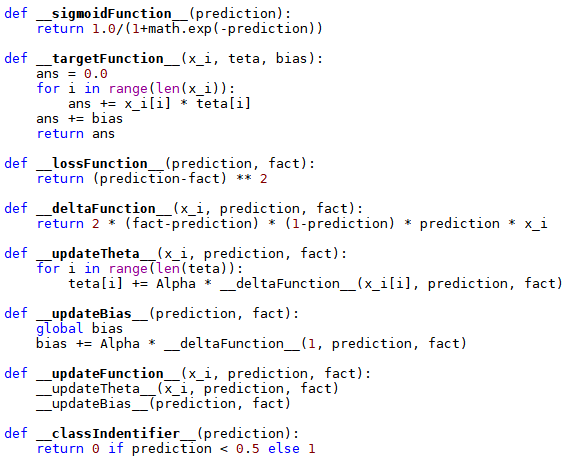 def __sigmoidFunction__(prediction):
    return 1.0/(1+math.exp(-prediction))

def __targetFunction__(x_i, teta, bias):
    ans = 0.0
    for i in range(len(x_i)):
        ans += x_i[i] * teta[i]
    ans += bias
    return ans

def __lossFunction__(prediction, fact):
    return (prediction-fact) ** 2

def __deltaFunction__(x_i, prediction, fact):
    return 2 * (fact-prediction) * (1-prediction) * prediction * x_i

def __updateTheta__(x_i, prediction, fact):
    for i in range(len(teta)):
        teta[i] += Alpha * __deltaFunction__(x_i[i], prediction, fact)

def __updateBias__(prediction, fact):
    global bias
    bias += Alpha * __deltaFunction__(1, prediction, fact)

def __updateFunction__(x_i, prediction, fact):
    __updateTheta__(x_i, prediction, fact)
    __updateBias__(prediction, fact)

def __classIndentifier__(prediction):
    return 0 if prediction < 0.5 else 1